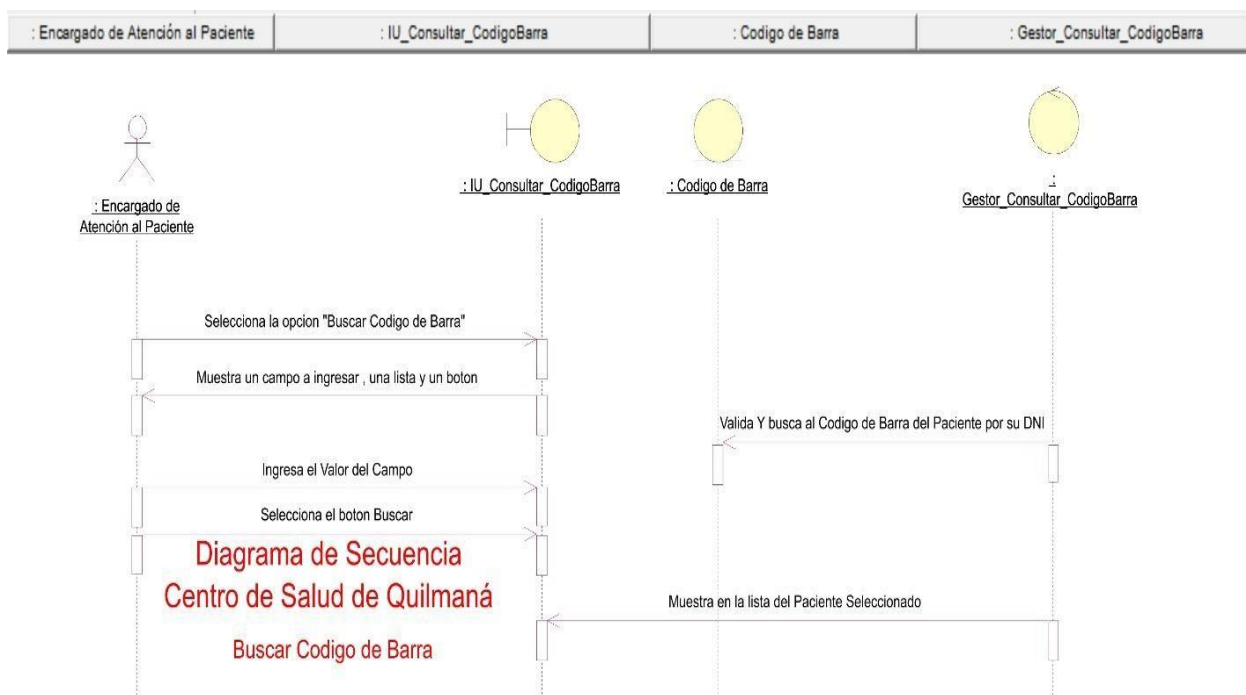 : Encargado de Atención al Paciente
: IU_Consultar_CodigoBarra
: Codigo de Barra
: Gestor_Consultar_CodigoBarra
: Encargado de
Atención al Paciente
: IU_Consultar_CodigoBarra
: Codigo de Barra
:
Gestor_Consultar_CodigoBarra
Selecciona la opcion "Buscar Codigo de Barra"
Muestra un campo a ingresar , una lista y un boton
Valida Y busca al Codigo de Barra del Paciente por su DNI
Ingresa el Valor del Campo
Selecciona el boton Buscar
Diagrama de Secuencia
Centro de Salud de Quilmaná
Buscar Codigo de Barra
Muestra en la lista del Paciente Seleccionado